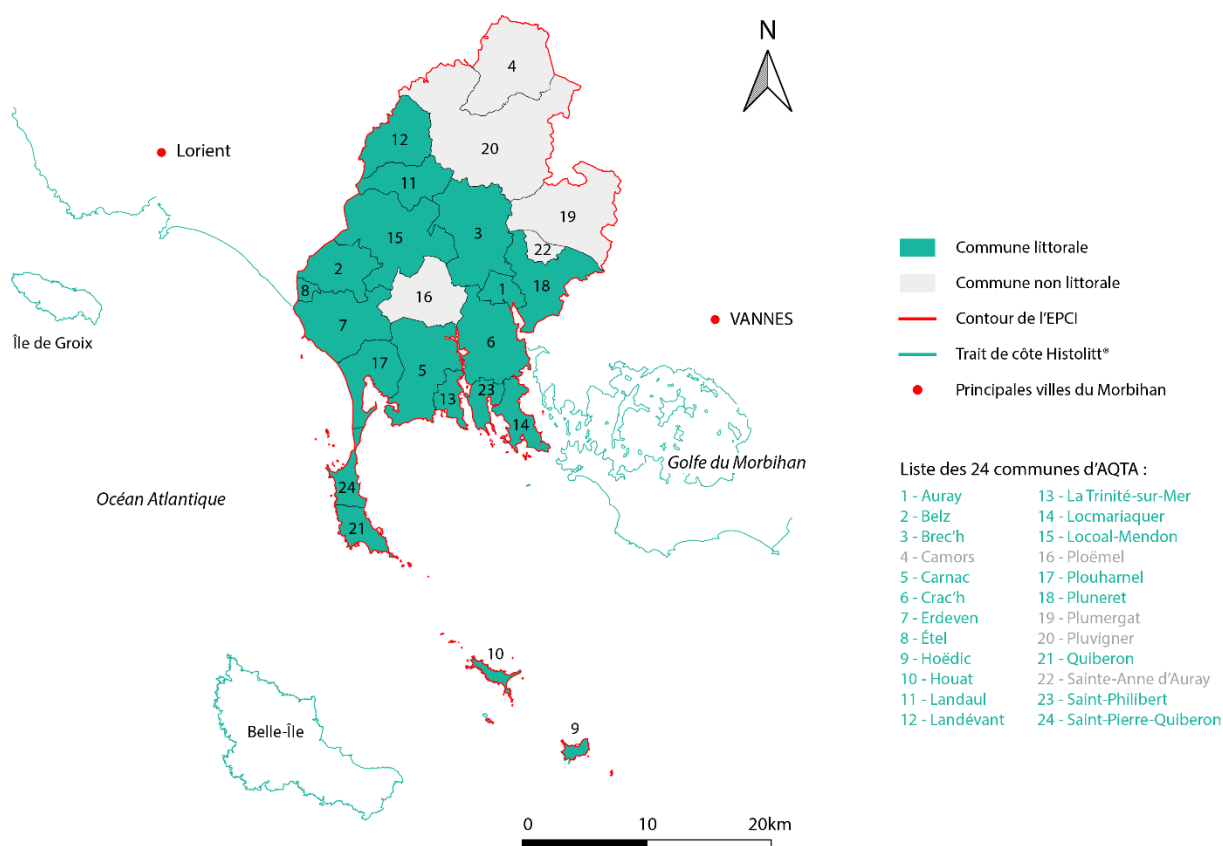 N
4
Lorient
12
20
11
19
15
3
22
2
18
8
1
16
VANNES
7
6
Île de Groix
17
5
23
13
14
Golfe du Morbihan
24
Océan Atlantique
21
10
9
Belle-Île
0 10 20km
Commune littorale
Commune non littorale
Contour de l'EPCI
Trait de côte Histolitt®
Principales villes du Morbihan
Liste des 24 communes d'AQTA :
1 - Auray
2 - Belz
3 - Brec'h
4 - Camors
5 - Carnac
6 - Crac'h
7 - Erdeven
8 - Étel
9 - Hoëdic
10 - Houat
11 - Landaul
12 - Landévant
13 - La Trinité-sur-Mer
14 - Locmariaquer
15 - Locoal-Mendon
16 - Ploëmel
17 - Plouharnel
18 - Pluneret
19 - Plumergat
20 - Pluvigner
21 - Quiberon
22 - Sainte-Anne d'Auray
23 - Saint-Philibert
24 - Saint-Pierre-Quiberon